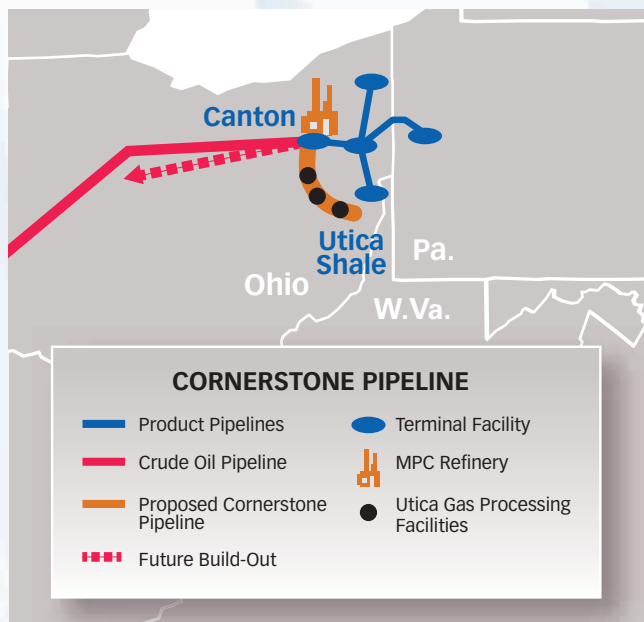 Canton
Utica
Shale
Pa.
Ohio
W.Va.
CORNERSTONE PIPELINE
Product Pipelines
Crude Oil Pipeline
Proposed Cornerstone
Pipeline
Future Build-Out
Terminal Facility
MPC Refinery
Utica Gas Processing
Facilities